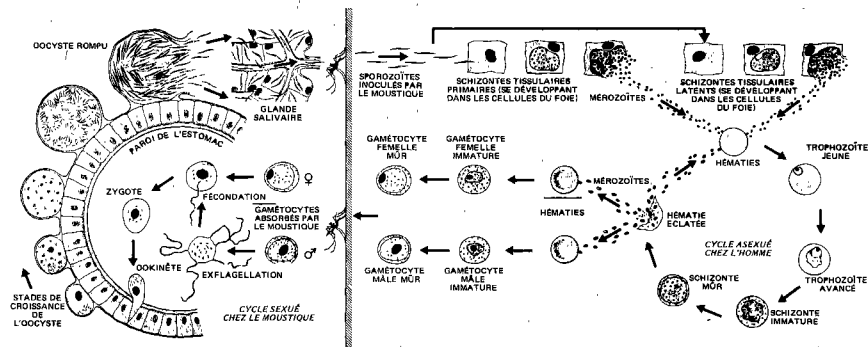 OOCYSTE ROMPU
GLANDE
SALIVAIRE
PAROI DE L'ESTOMAC
ZYGOTE
FÉCONDATION
♀
GAMÉTOCYTES
ABSORBÉS PAR
LE MOUSTIQUE
OOKINÈTE
EXFLAGELLATION
♂
STADES DE
CROISSANCE
DE
L'OOCYSTE
CYCLE SEXUÉ
CHEZ LE MOUSTIQUE
SPOROZOÏTES
INOCULÉS PAR
LE MOUSTIQUE
SCHIZONTES TISSULAIRES
PRIMAIRES (SE DÉVELOPPANT
DANS LES CELLULES DU FOIE)
MÉROZOÏTES
SCHIZONTES TISSULAIRES
LATENTS (SE DÉVELOPPANT
DANS LES CELLULES
DU FOIE)
HÉMATIES
TROPHOZOÏTE
JEUNE
GAMÉTOCYTE
FEMELLE
MÛR
GAMÉTOCYTE
FEMELLE
IMMATURE
MÉROZOÏTES
HÉMATIES
HÉMATIE
ECLATÉE
CYCLE ASEXUÉ
CHEZ L'HOMME
GAMÉTOCYTE
MÂLE MÛR
GAMÉTOCYTE
MÂLE
IMMATURE
SCHIZONTE
MÛR
TROPHOZOÏTE
AVANCÉ
SCHIZONTE
IMMATURE